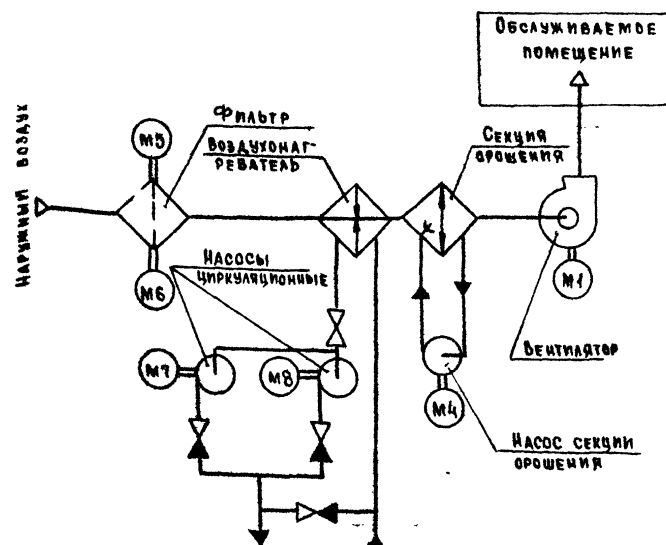 Обслуживаемое
помещение
Наружный воздух
М5
Фильтр
Воздухонаг-
реватель
Секция
орошения
М6
Насосы
циркуляционные
М1
М7
М8
Вентилятор
М4
Насос секции
орошения